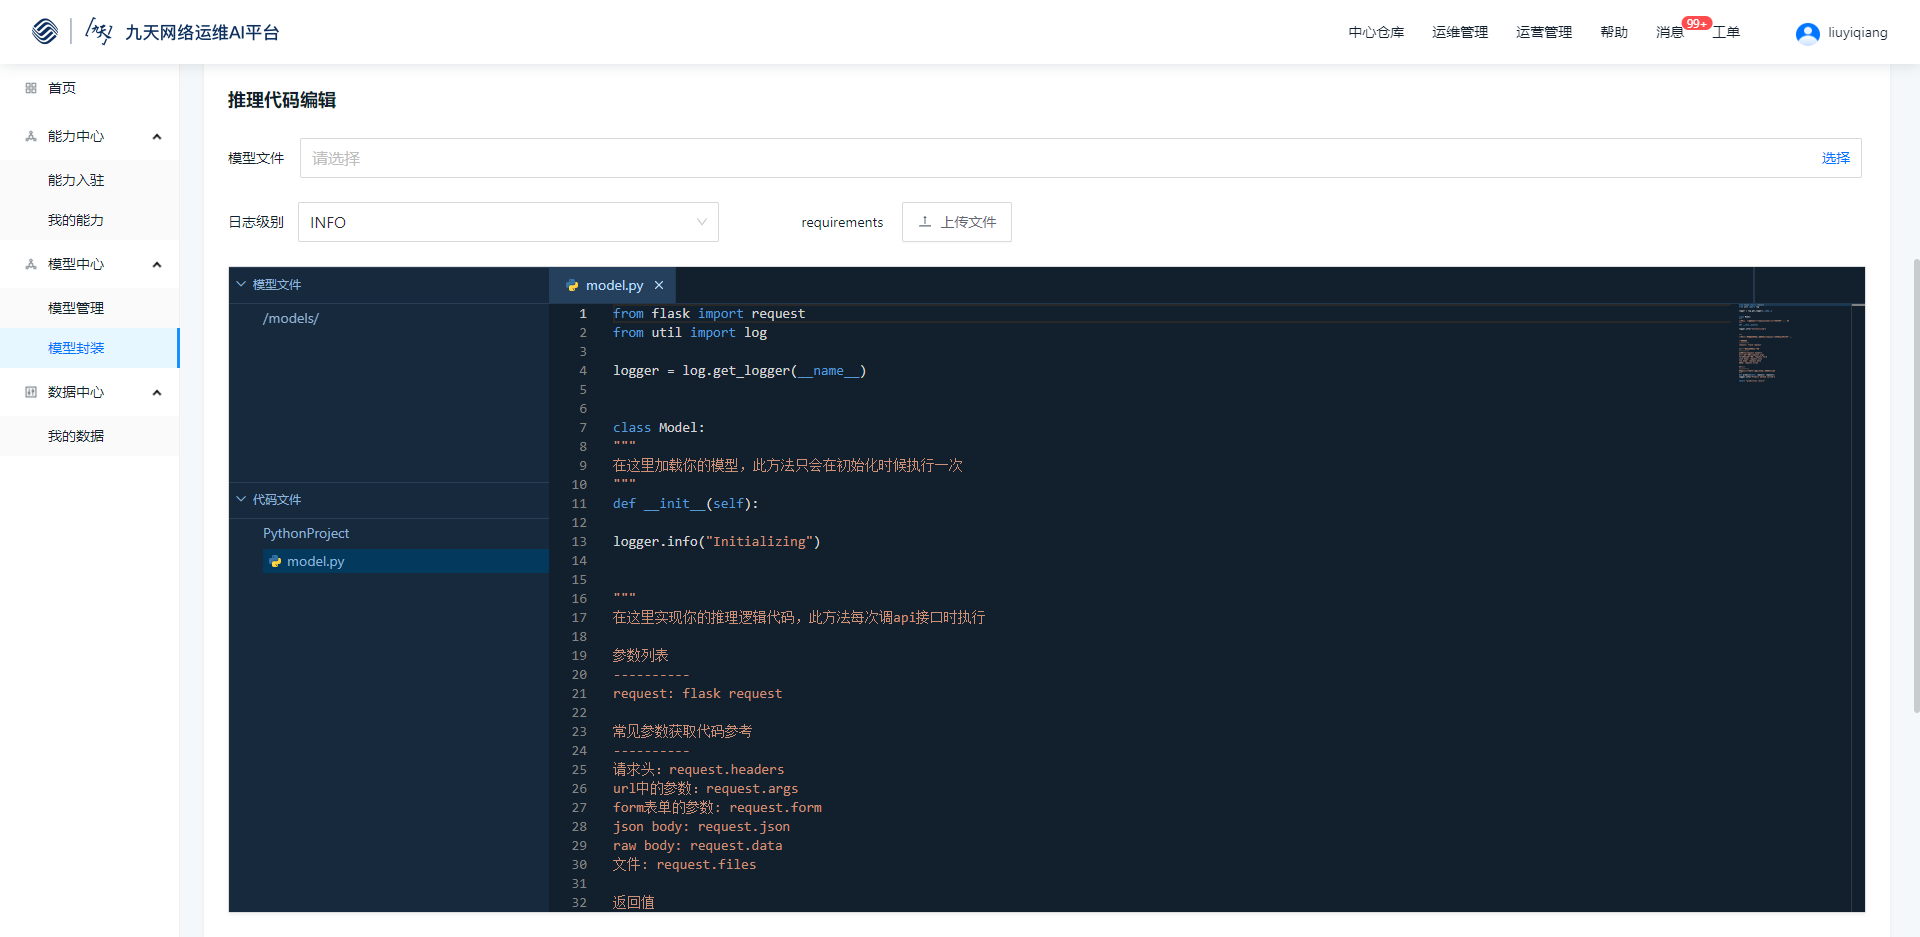 九天 九天网络运维AI平台
中心仓库 运维管理 运营管理 帮助 消息 99+ 工单 liuyiqiang
首页
能力中心
能力入驻
我的能力
模型中心
模型管理
模型封装
数据中心
我的数据
推理代码编辑
模型文件 请选择 选择
日志级别 INFO requirements 上传文件
模型文件
/models/
代码文件
PythonProject
model.py
model.py ×
1 from flask import request
2 from util import log
3
4 logger = log.get_logger(__name__)
5
6
7 class Model:
8 """
9 在这里加载你的模型，此方法只会在初始化时候执行一次
10 """
11 def __init__(self):
12
13 logger.info("Initializing")
14
15
16 """
17 在这里实现你的推理逻辑代码，此方法每次调api接口时执行
18
19 参数列表
20 ----------
21 request: flask request
22
23 常见参数获取代码参考
24 ----------
25 请求头: request.headers
26 url中的参数: request.args
27 form表单的参数: request.form
28 json body: request.json
29 raw body: request.data
30 文件: request.files
31
32 返回值